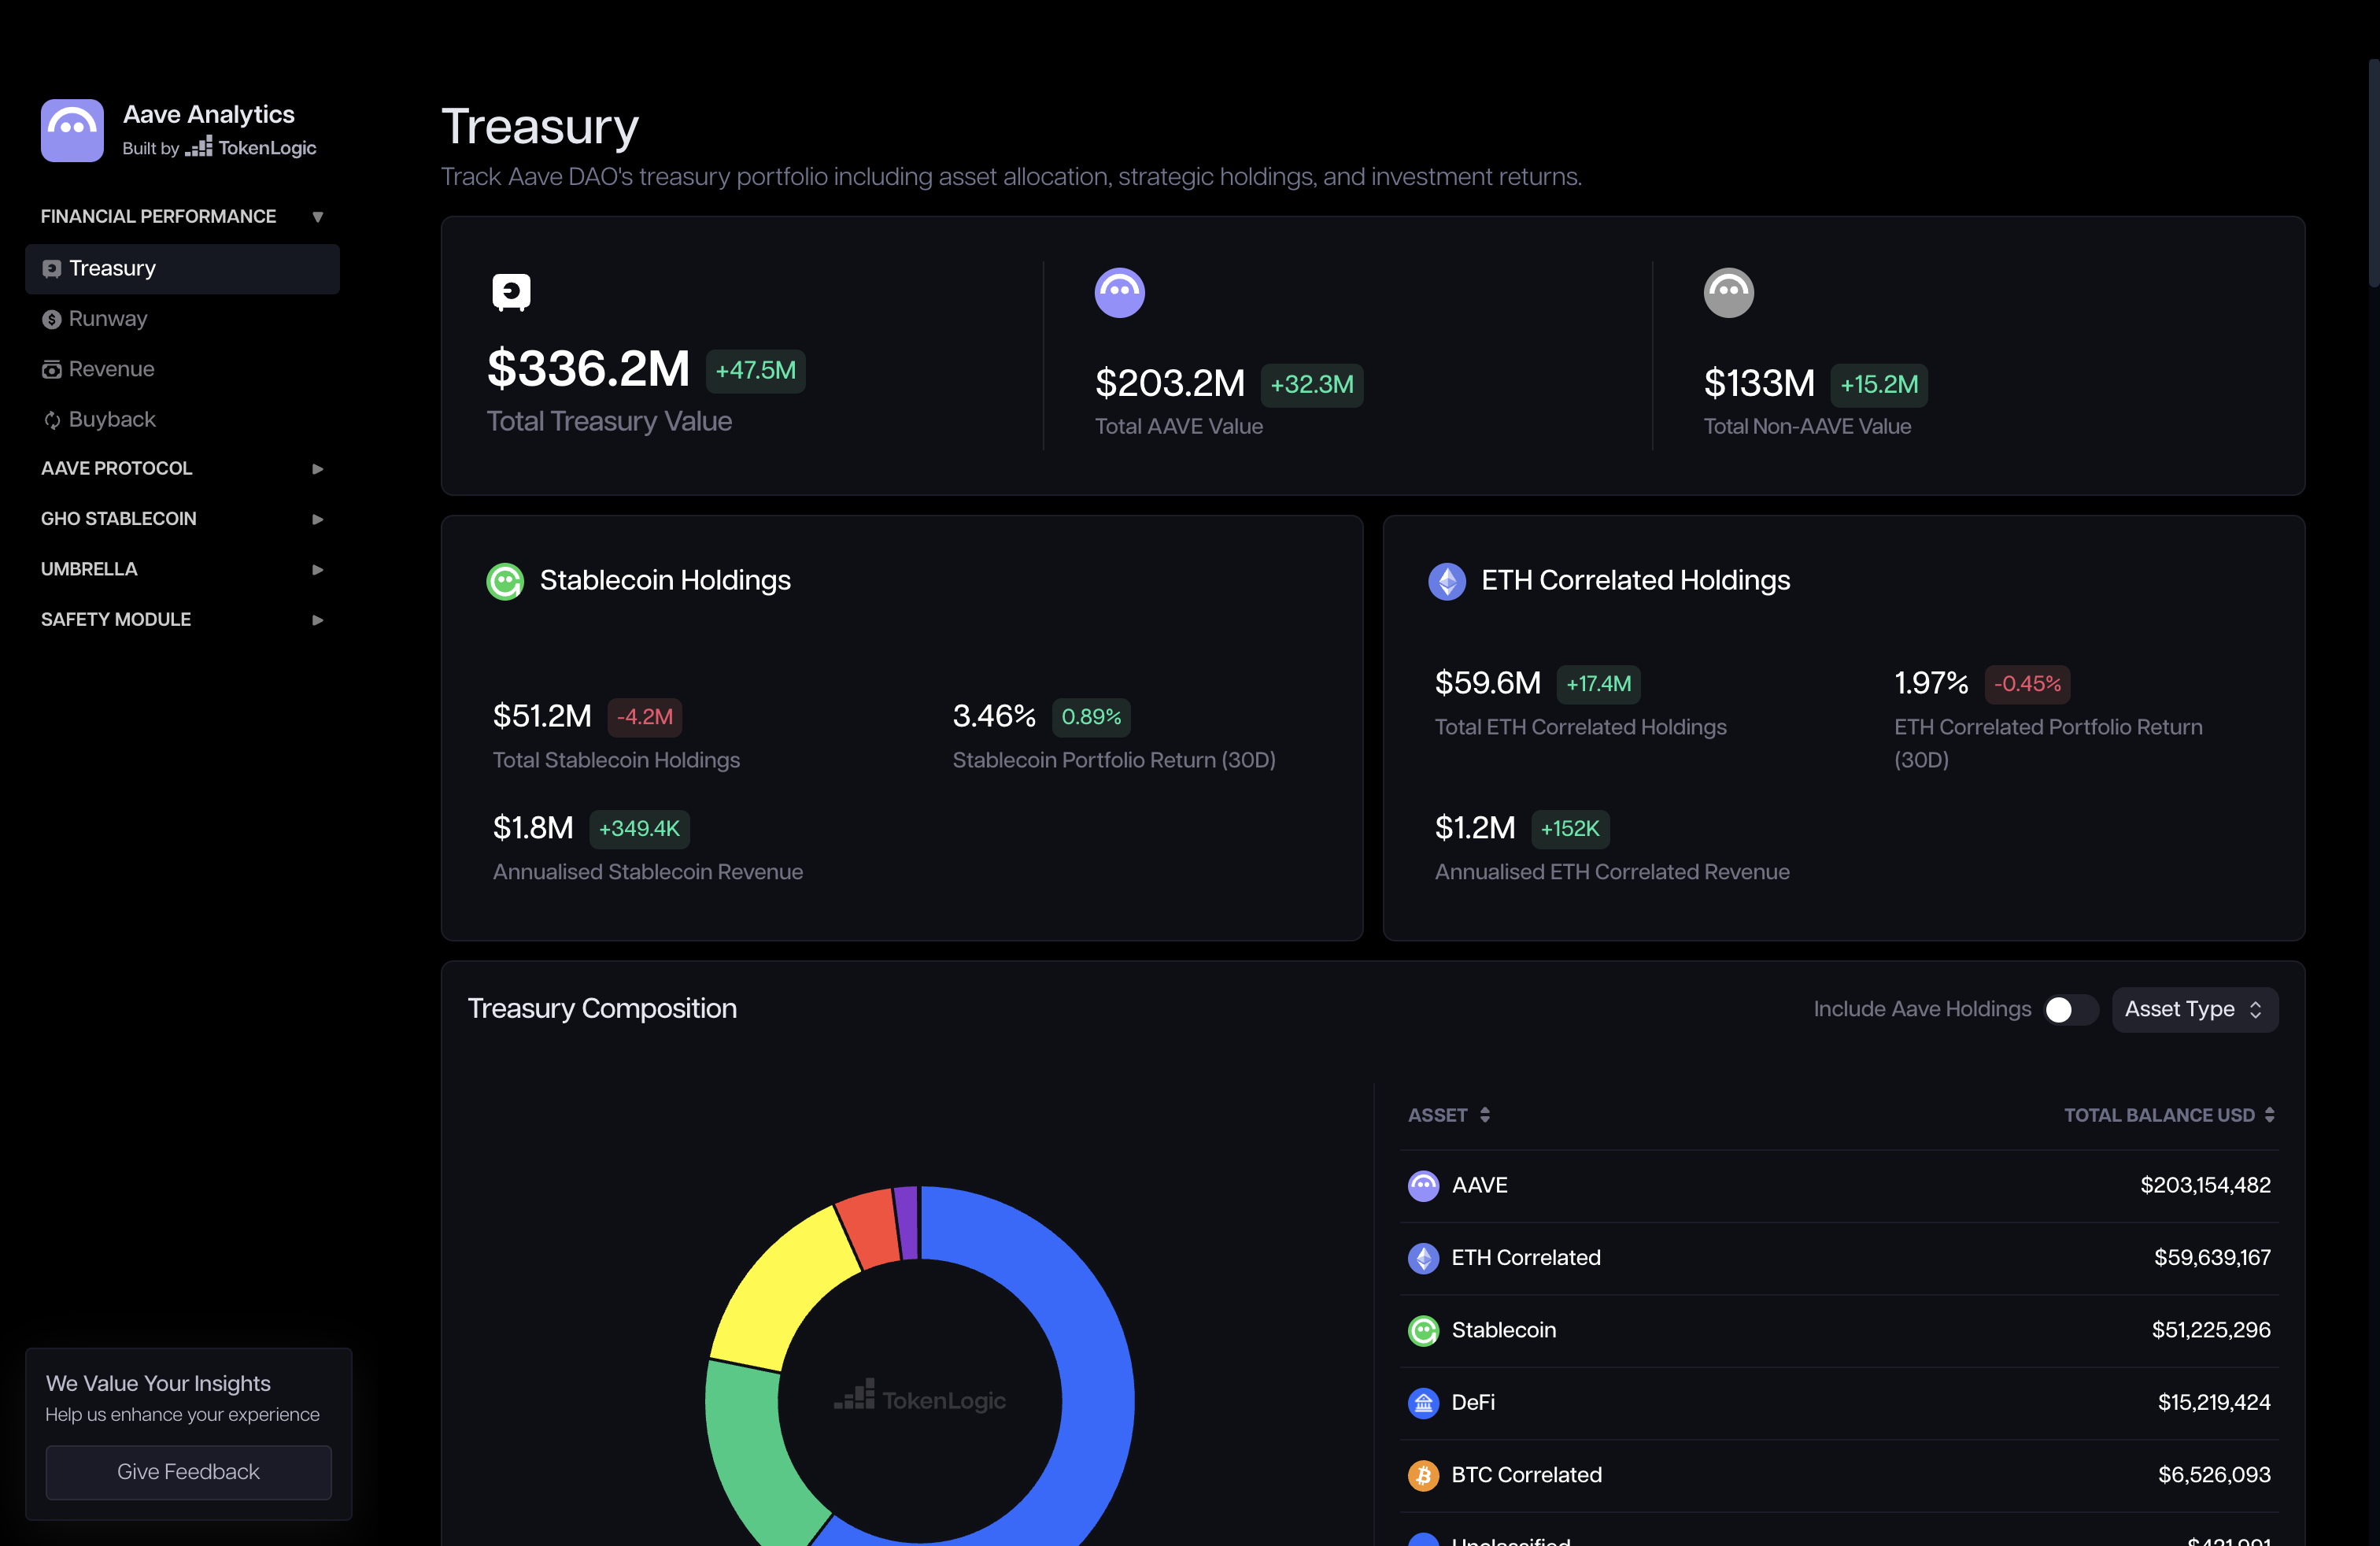 Aave Analytics
Built by TokenLogic
FINANCIAL PERFORMANCE
Treasury
Runway
Revenue
Buyback
AAVE PROTOCOL
GHO STABLECOIN
UMBRELLA
SAFETY MODULE
We Value Your Insights
Help us enhance your experience
Give Feedback
Treasury
Track Aave DAO's treasury portfolio including asset allocation, strategic holdings, and investment returns.
$336.2M +47.5M
Total Treasury Value
$203.2M +32.3M
Total AAVE Value
$133M +15.2M
Total Non-AAVE Value
Stablecoin Holdings
$51.2M -4.2M
Total Stablecoin Holdings
3.46% 0.89%
Stablecoin Portfolio Return (30D)
$1.8M +349.4K
Annualised Stablecoin Revenue
ETH Correlated Holdings
$59.6M +17.4M
Total ETH Correlated Holdings
1.97% -0.45%
ETH Correlated Portfolio Return
(30D)
$1.2M +152K
Annualised ETH Correlated Revenue
Treasury Composition
Include Aave Holdings
Asset Type
TokenLogic
ASSET TOTAL BALANCE USD
AAVE $203,154,482
ETH Correlated $59,639,167
Stablecoin $51,225,296
DeFi $15,219,424
BTC Correlated $6,526,093
Unclassified